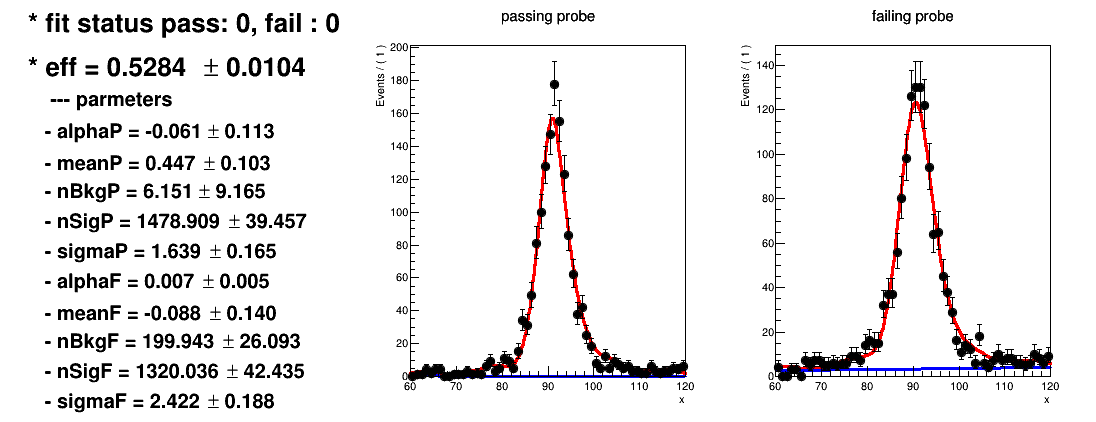 * fit status pass: 0, fail : 0
* eff = 0.5284 ± 0.0104
--- parmeters
- alphaP = -0.061 ± 0.113
- meanP = 0.447 ± 0.103
- nBkgP = 6.151 ± 9.165
- nSigP = 1478.909 ± 39.457
- sigmaP = 1.639 ± 0.165
- alphaF = 0.007 ± 0.005
- meanF = -0.088 ± 0.140
- nBkgF = 199.943 ± 26.093
- nSigF = 1320.036 ± 42.435
- sigmaF = 2.422 ± 0.188
passing probe
Events / ( 1 )
200
180
160
140
120
100
80
60
40
20
0
60 70 80 90 100 110 120
x
failing probe
Events / ( 1 )
140
120
100
80
60
40
20
0
60 70 80 90 100 110 120
x